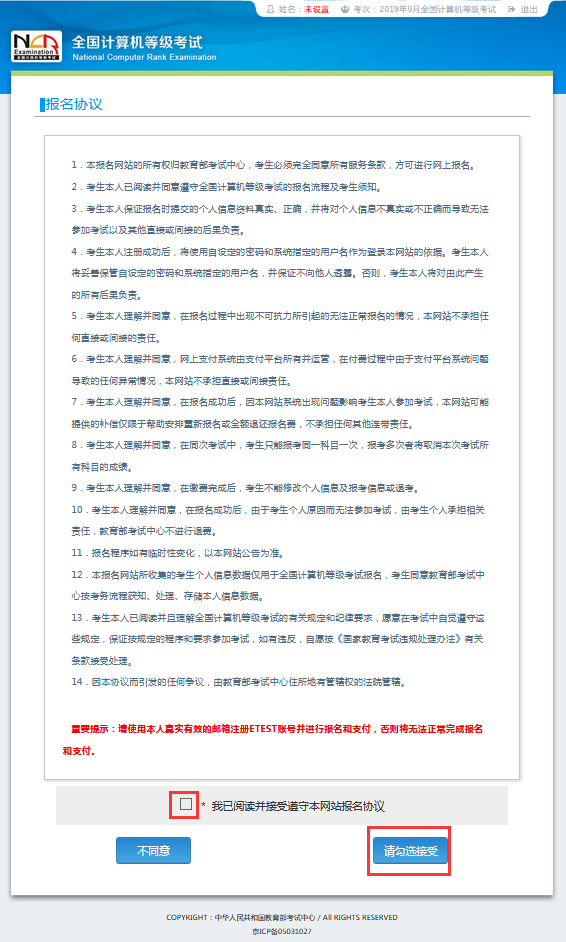 姓名：未设置 考次：2019年9月全国计算机等级考试 退出
NCR
Examination
全国计算机等级考试
全国计算机等级考试
National Computer Rank Examination
报名协议
1．本报名网站的所有权归教育部考试中心，考生必须完全同意所有服务条款，方可进行网上报名。
2．考生本人已阅读并同意遵守全国计算机等级考试的报名流程及考生须知。
3．考生本人保证报名时提交的个人信息资料真实、正确，并将对个人信息不真实或不正确而导致无法
参加考试以及其他直接或间接的后果负责。
4．考生本人注册成功后，将使用自设定的密码和系统指定的用户名作为登录本网站的依据。考生本人
将妥善保管自设定的密码和系统指定的用户名，并保证不向他人透露。否则，考生本人将对由此产生
的所有后果负责。
5．考生本人理解并同意，在报名过程中出现不可抗力所引起的无法正常报名的情况，本网站不承担任
何直接或间接的责任。
6．考生本人理解并同意，网上支付系统由支付平台所有并运营，在付费过程中由于支付平台系统问题
导致的任何异常情况，本网站不承担直接或间接责任。
7．考生本人理解并同意，在报名成功后，因本网站系统出现问题影响考生本人参加考试，本网站可能
提供的补偿仅限于帮助安排重新报名或全额退还报名费，不承担任何其他连带责任。
8．考生本人理解并同意，在同次考试中，考生只能报考同一科目一次，报考多次者将取消本次考试所
有科目的成绩。
9．考生本人理解并同意，在缴费完成后，考生不能修改个人信息及报考信息或退考。
10．考生本人理解并同意，在报名成功后，由于考生个人原因而无法参加考试，由考生个人承担相关
责任，教育部考试中心不进行退费。
11．报名程序如有临时性变化，以本网站公告为准。
12．本报名网站所收集的考生个人信息数据仅用于全国计算机等级考试报名，考生同意教育部考试中
心按考务流程获知、处理、存储本人信息数据。
13．考生本人已阅读并且理解全国计算机等级考试的有关规定和纪律要求，愿意在考试中自觉遵守这
些规定，保证按规定的程序和要求参加考试，如有违反，自愿按《国家教育考试违规处理办法》有关
条款接受处理。
14．因本协议而引发的任何争议，由教育部考试中心住所地有管辖权的法院管辖。
重要提示：请使用本人真实有效的邮箱注册ETEST账号并进行报名和支付，否则将无法正常完成报名
和支付。
* 我已阅读并接受遵守本网站报名协议
不同意 请勾选接受
COPYRIGHT：中华人民共和国教育部考试中心 / All RIGHTS RESERVED
京ICP备05031027